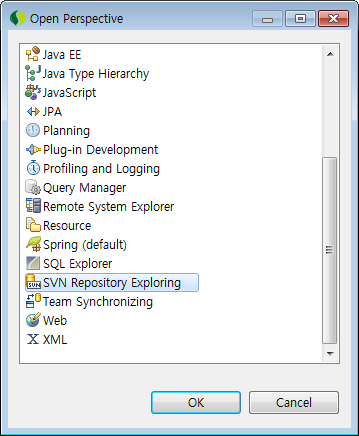 Open Perspective
Java EE
Java Type Hierarchy
JavaScript
JPA
Planning
Plug-in Development
Profiling and Logging
Query Manager
Remote System Explorer
Resource
Spring (default)
SQL Explorer
SVN Repository Exploring
Team Synchronizing
Web
XML
OK
Cancel